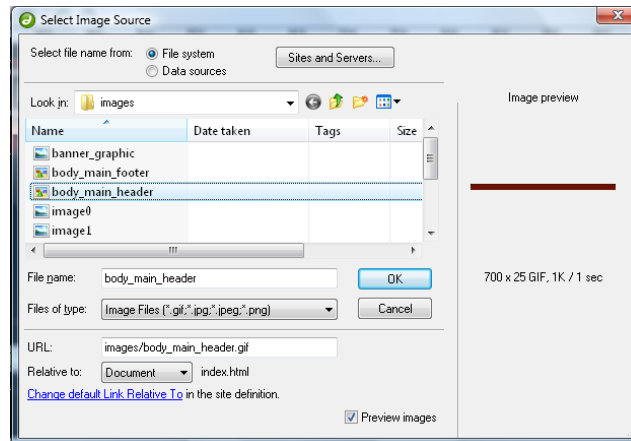 Select Image Source
Select file name from: File system Sites and Servers...
Data sources
Look in: images
Image preview
Name Date taken Tags Size
banner_graphic
body_main_footer
body_main_header
image0
image1
File name: body_main_header OK
700 x 25 GIF, 1K / 1 sec
Files of type: Image Files (*.gif;*.jpg;*.jpeg;*.png) Cancel
URL: images/body_main_header.gif
Relative to: Document index.html
Change default Link Relative To in the site definition.
Preview images